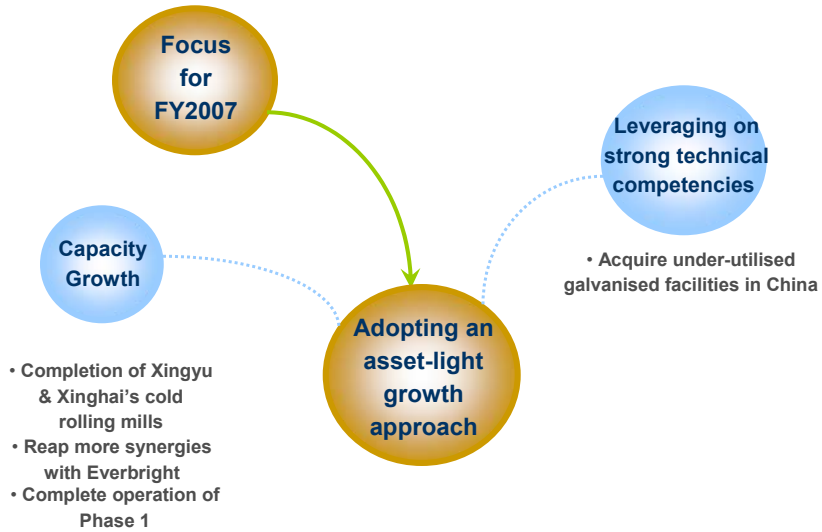 Focus
for
FY2007
Leveraging on
strong technical
competencies
• Acquire under-utilised
galvanised facilities in China
Capacity
Growth
• Completion of Xingyu
& Xinghai's cold
rolling mills
• Reap more synergies
with Everbright
• Complete operation of
Phase 1
Adopting an
asset-light
growth
approach